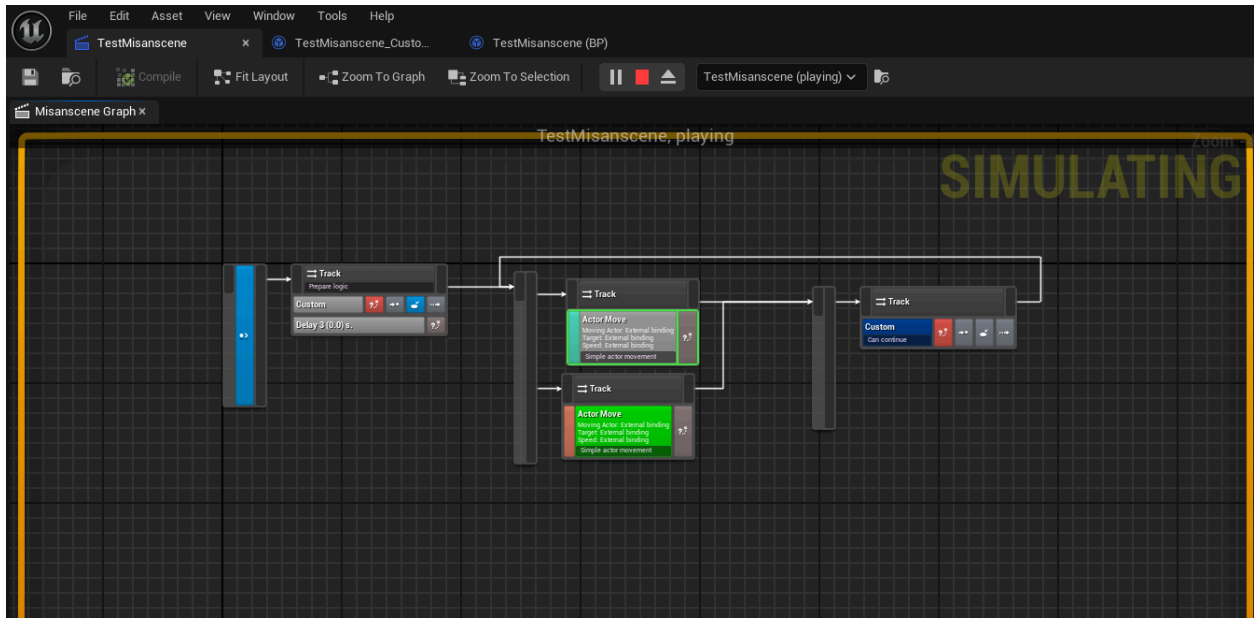 File Edit Asset View Window Tools Help
TestMisanscene × TestMisanscene_Custo... TestMisanscene (BP)
Compile Fit Layout Zoom To Graph Zoom To Selection TestMisanscene (playing)
Misanscene Graph ×
TestMisanscene, playing
Zoom -
SIMULATING
Track
Prepare logic
Custom
Delay 3 (0.0) s.
Track
Actor Move
Moving Actor: External binding
Target: External binding
Speed: External binding
Simple actor movement
Track
Actor Move
Moving Actor: External binding
Target: External binding
Speed: External binding
Simple actor movement
Track
Custom
Can continue